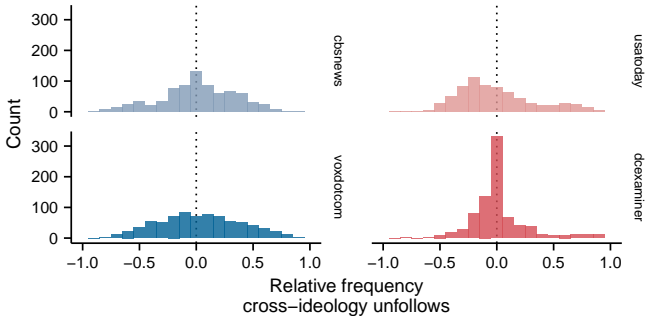 300
200
100
0
cbsnews
usatoday
Count
300
200
100
0
voxdotcom
dcexaminer
−1.0 −0.5 0.0 0.5 1.0 −1.0 −0.5 0.0 0.5 1.0
Relative frequency
cross−ideology unfollows